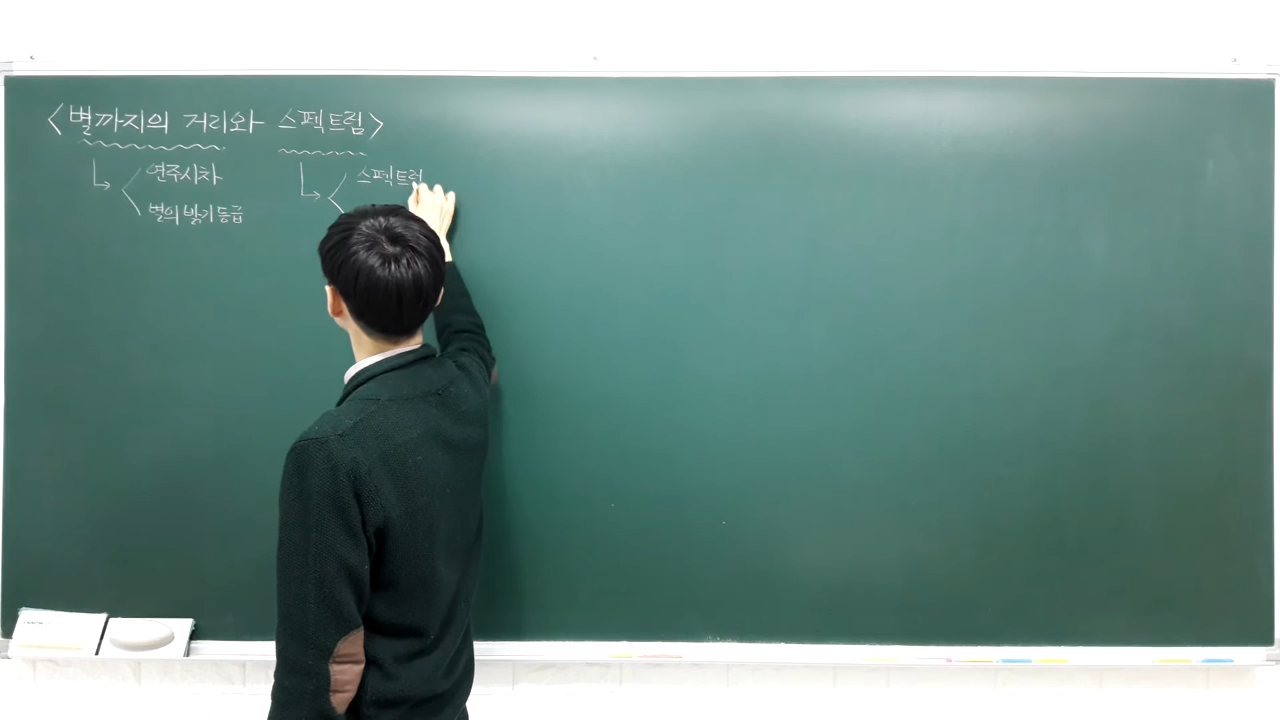 <별까지의 거리와 스펙트럼>
연주시차
별의 밝기 등급
스펙트럼